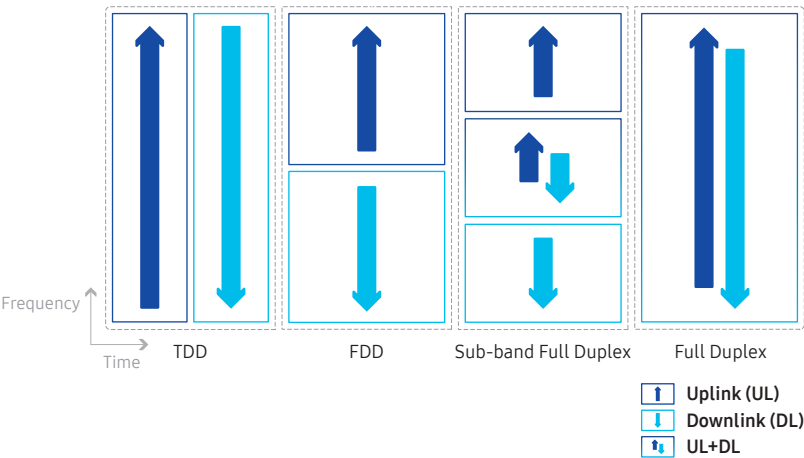 Frequency
Time
TDD
FDD
Sub-band Full Duplex
Full Duplex
Uplink (UL)
Downlink (DL)
UL+DL